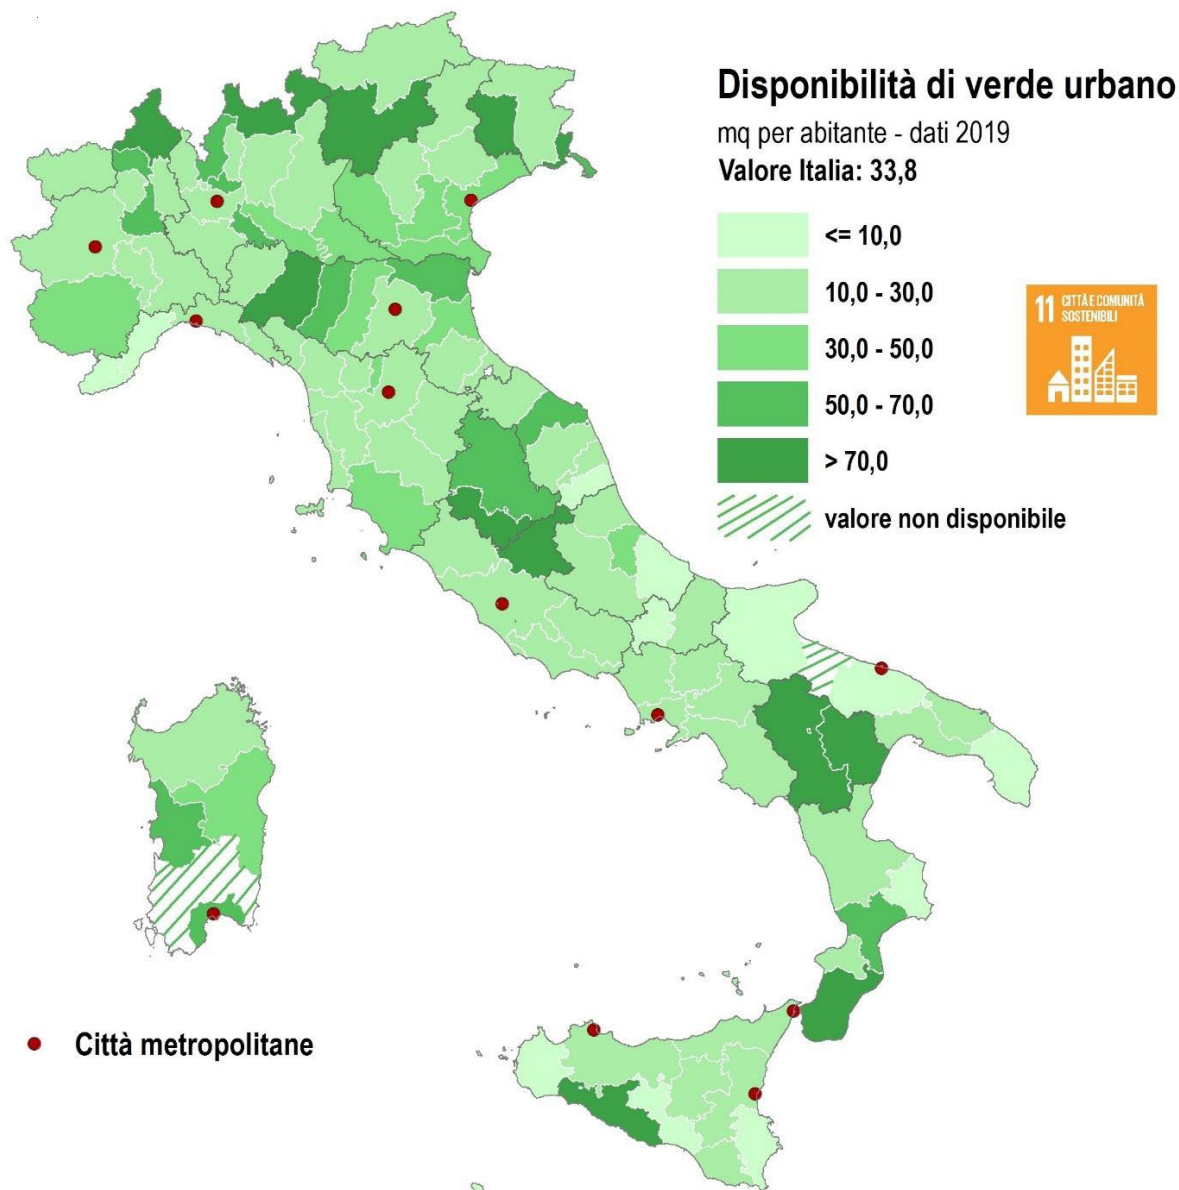 Disponibilità di verde urbano
mq per abitante - dati 2019
Valore Italia: 33,8
<= 10,0
10,0 - 30,0
30,0 - 50,0
50,0 - 70,0
> 70,0
valore non disponibile
11 CITTÀ E COMUNITÀ
SOSTENIBILI
Città metropolitane